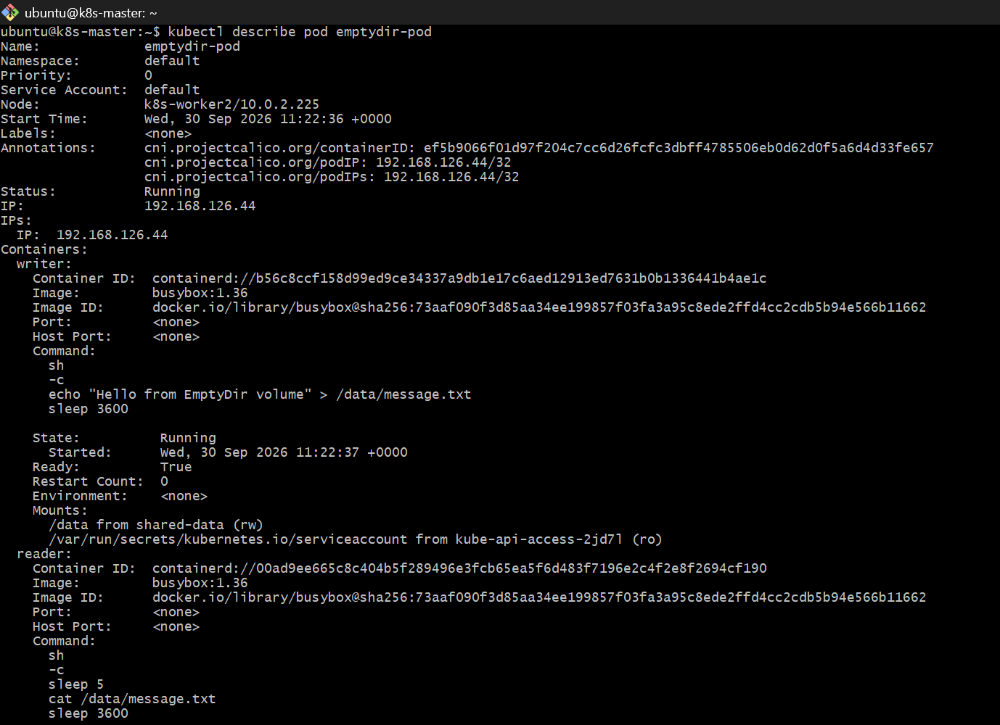 ubuntu@k8s-master: ~
ubuntu@k8s-master:~$ kubectl describe pod emptydir-pod
Name:             emptydir-pod
Namespace:        default
Priority:         0
Service Account:  default
Node:             k8s-worker2/10.0.2.225
Start Time:       Wed, 30 Sep 2026 11:22:36 +0000
Labels:           <none>
Annotations:      cni.projectcalico.org/containerID: ef5b9066f01d97f204c7cc6d26fcfc3dbff4785506eb0d62d0f5a6d4d33fe657
                  cni.projectcalico.org/podIP: 192.168.126.44/32
                  cni.projectcalico.org/podIPs: 192.168.126.44/32
Status:           Running
IP:               192.168.126.44
IPs:
  IP:  192.168.126.44
Containers:
  writer:
    Container ID:  containerd://b56c8ccf158d99ed9ce34337a9db1e17c6aed12913ed7631b0b1336441b4ae1c
    Image:         busybox:1.36
    Image ID:      docker.io/library/busybox@sha256:73aaf090f3d85aa34ee199857f03fa3a95c8ede2ffd4cc2cdb5b94e566b11662
    Port:          <none>
    Host Port:     <none>
    Command:
      sh
      -c
      echo "Hello from EmptyDir volume" > /data/message.txt
      sleep 3600

    State:          Running
      Started:      Wed, 30 Sep 2026 11:22:37 +0000
    Ready:          True
    Restart Count:  0
    Environment:    <none>
    Mounts:
      /data from shared-data (rw)
      /var/run/secrets/kubernetes.io/serviceaccount from kube-api-access-2jd7l (ro)
  reader:
    Container ID:  containerd://00ad9ee665c8c404b5f289496e3fcb65ea5f6d483f7196e2c4f2e8f2694cf190
    Image:         busybox:1.36
    Image ID:      docker.io/library/busybox@sha256:73aaf090f3d85aa34ee199857f03fa3a95c8ede2ffd4cc2cdb5b94e566b11662
    Port:          <none>
    Host Port:     <none>
    Command:
      sh
      -c
      sleep 5
      cat /data/message.txt
      sleep 3600